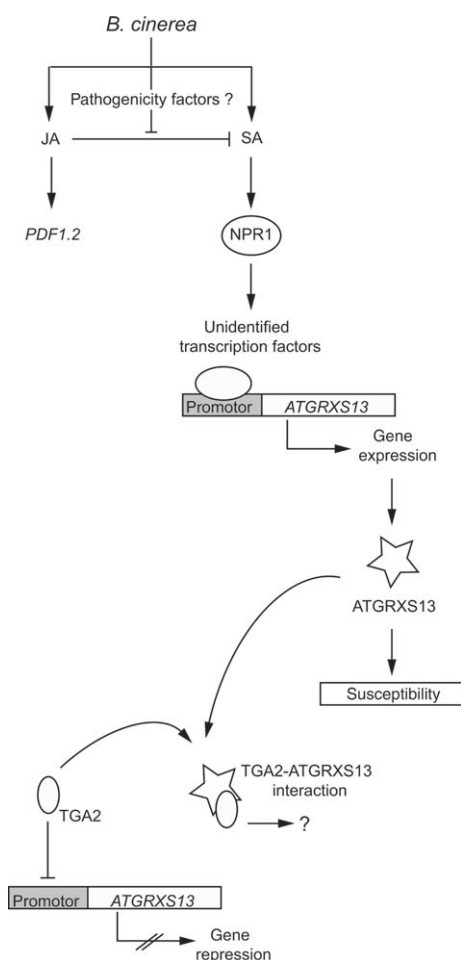 B. cinerea
Pathogenicity factors ?
JA
SA
PDF1.2
NPR1
Unidentified
transcription factors
Promotor
ATGRXS13
Gene
expression
ATGRXS13
Susceptibility
TGA2-ATGRXS13
interaction
TGA2
?
Promotor
ATGRXS13
Gene
repression